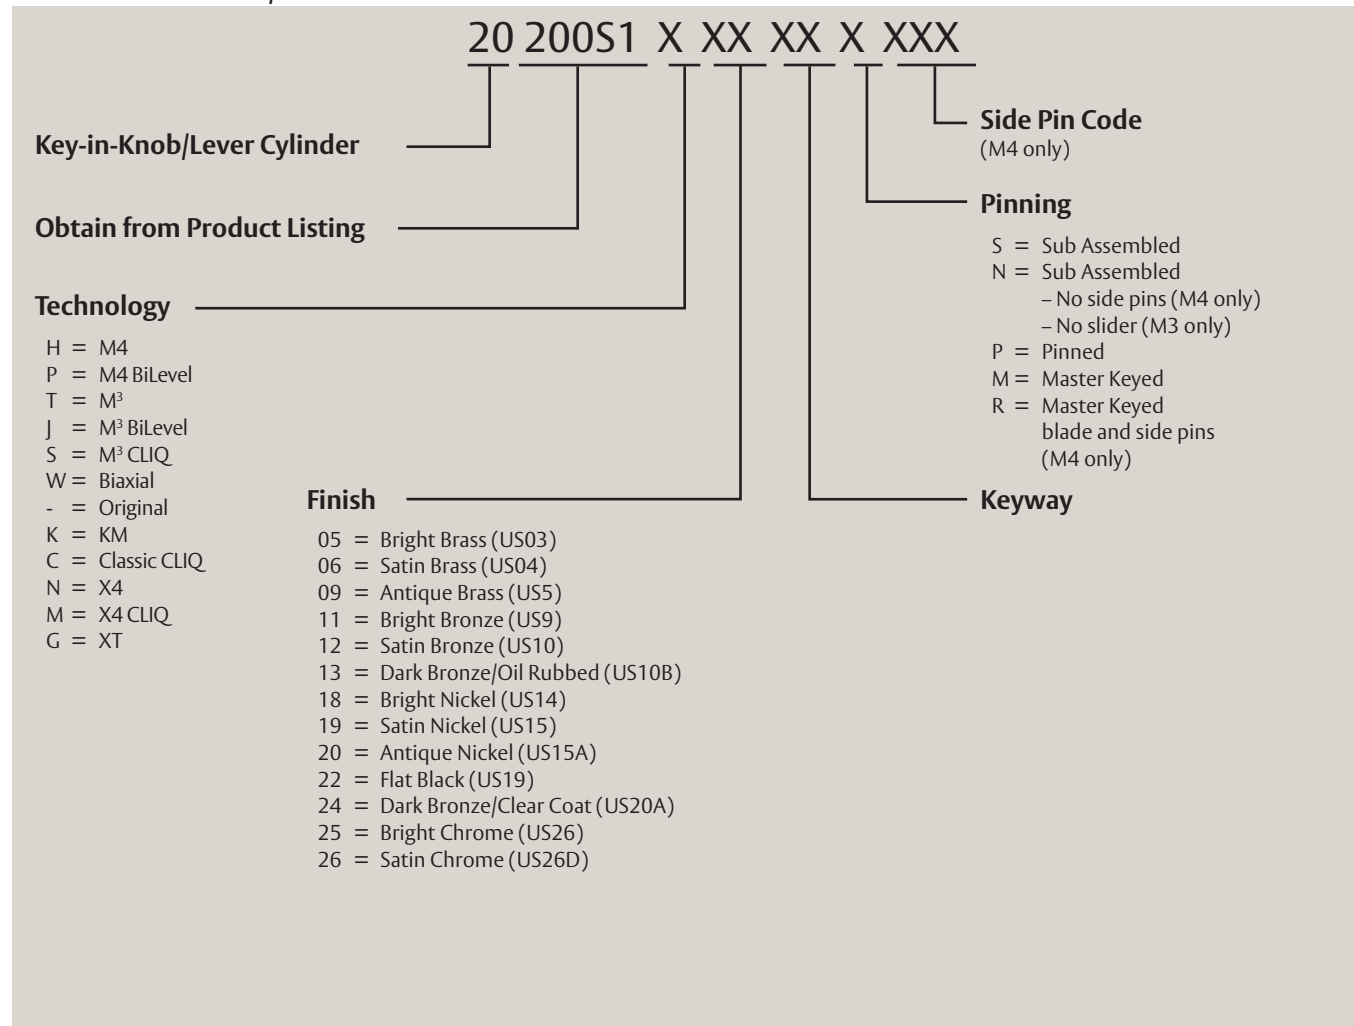 20 200S1 X XX XX X XXX
Key-in-Knob/Lever Cylinder
Obtain from Product Listing
Technology
H = M4
P = M4 BiLevel
T = M³
J = M³ BiLevel
S = M³ CLIQ
W = Biaxial
- = Original
K = KM
C = Classic CLIQ
N = X4
M = X4 CLIQ
G = XT
Finish
05 = Bright Brass (US03)
06 = Satin Brass (US04)
09 = Antique Brass (US5)
11 = Bright Bronze (US9)
12 = Satin Bronze (US10)
13 = Dark Bronze/Oil Rubbed (US10B)
18 = Bright Nickel (US14)
19 = Satin Nickel (US15)
20 = Antique Nickel (US15A)
22 = Flat Black (US19)
24 = Dark Bronze/Clear Coat (US20A)
25 = Bright Chrome (US26)
26 = Satin Chrome (US26D)
Side Pin Code
(M4 only)
Pinning
S = Sub Assembled
N = Sub Assembled
– No side pins (M4 only)
– No slider (M3 only)
P = Pinned
M = Master Keyed
R = Master Keyed
blade and side pins
(M4 only)
Keyway